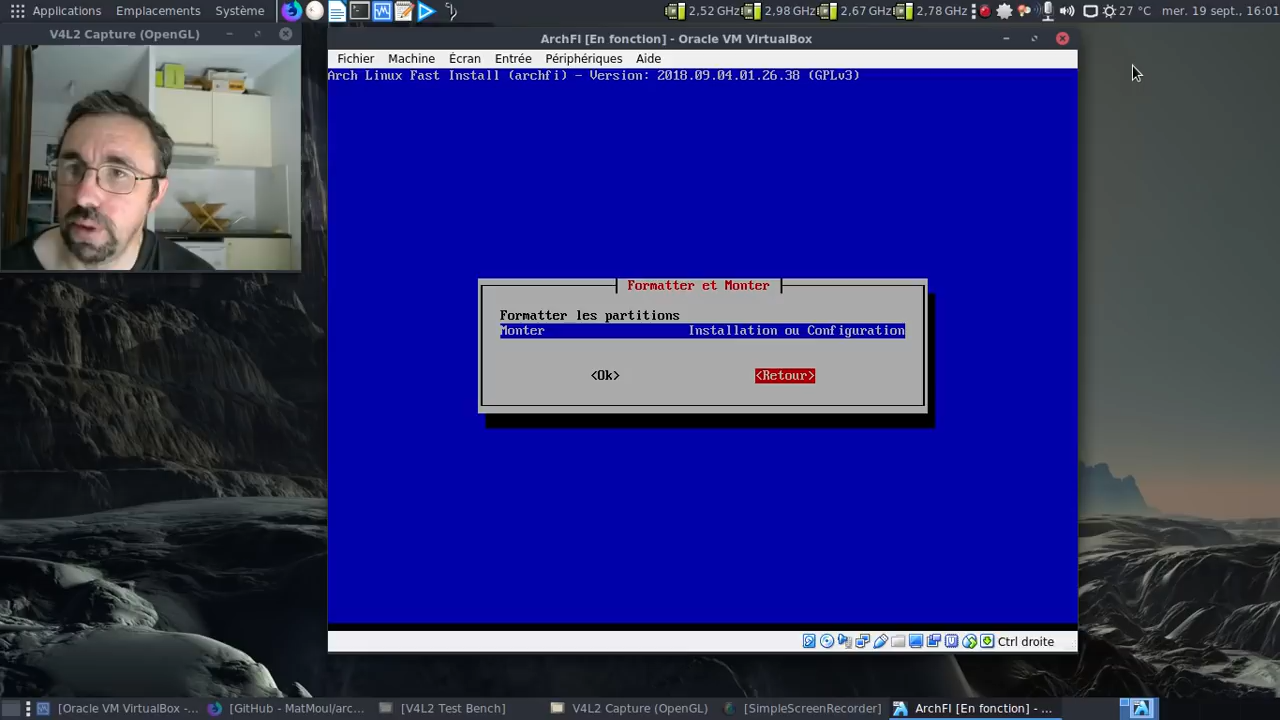 Applications Emplacements Système 2,52 GHz 2,98 GHz 2,67 GHz 2,78 GHz 27 °C mer. 19 sept., 16:01
V4L2 Capture (OpenGL)
ArchFI [En fonction] - Oracle VM VirtualBox
Fichier Machine Écran Entrée Périphériques Aide
Arch Linux Fast Install (archfi) - Version: 2018.09.04.01.26.38 (GPLv3)
Formatter et Monter
Formatter les partitions
Monter Installation ou Configuration
<Ok> <Retour>
Ctrl droite
[Oracle VM VirtualBox -... [GitHub - MatMoul/arc... [V4L2 Test Bench] V4L2 Capture (OpenGL) [SimpleScreenRecorder] ArchFI [En fonction] - ...